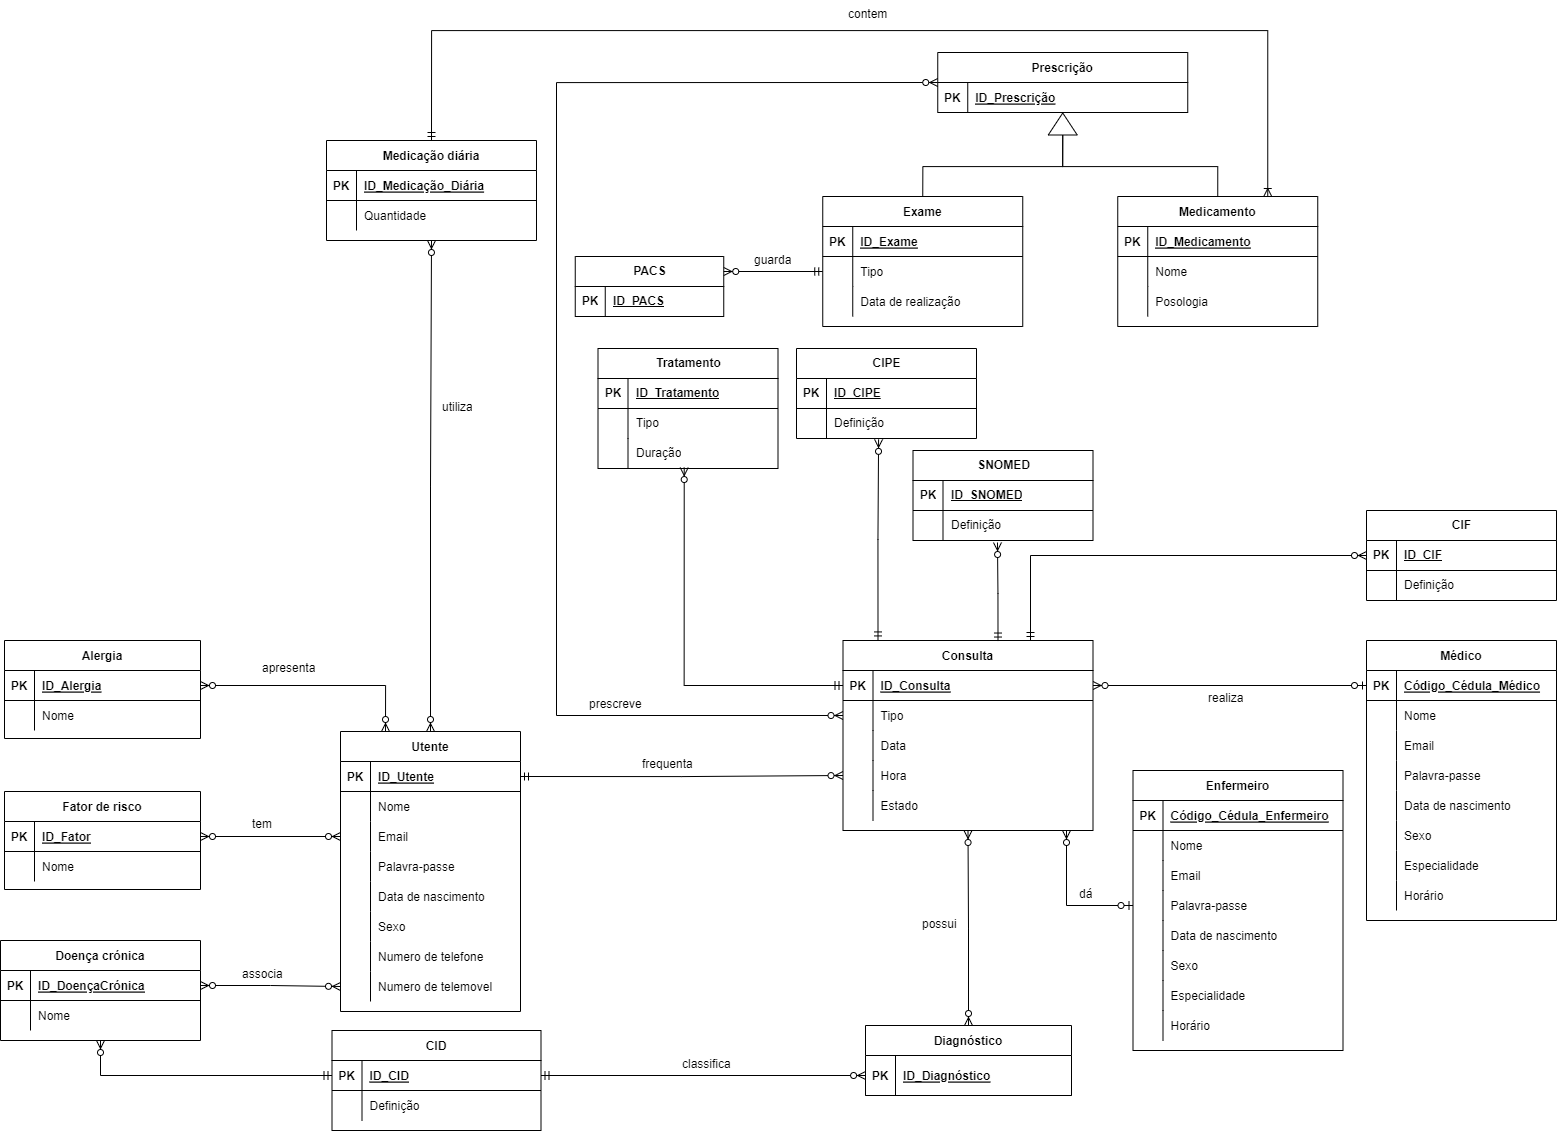 contem
Prescrição
PK ID_Prescrição
Medicação diária
PK ID_Medicação_Diária
Quantidade
Exame
PK ID_Exame
Tipo
Data de realização
Medicamento
PK ID_Medicamento
Nome
Posologia
PACS
PK ID_PACS
guarda
Tratamento
PK ID_Tratamento
Tipo
Duração
CIPE
PK ID_CIPE
Definição
utiliza
SNOMED
PK ID_SNOMED
Definição
CIF
PK ID_CIF
Definição
Alergia
PK ID_Alergia
Nome
apresenta
Consulta
PK ID_Consulta
Tipo
Data
Hora
Estado
Médico
PK Código_Cédula_Médico
Nome
Email
Palavra-passe
Data de nascimento
Sexo
Especialidade
Horário
realiza
prescreve
Utente
PK ID_Utente
Nome
Email
Palavra-passe
Data de nascimento
Sexo
Numero de telefone
Numero de telemovel
frequenta
Enfermeiro
PK Código_Cédula_Enfermeiro
Nome
Email
Palavra-passe
Data de nascimento
Sexo
Especialidade
Horário
Fator de risco
PK ID_Fator
Nome
tem
dá
possui
Doença crónica
PK ID_DoençaCrónica
Nome
associa
CID
PK ID_CID
Definição
classifica
Diagnóstico
PK ID_Diagnóstico